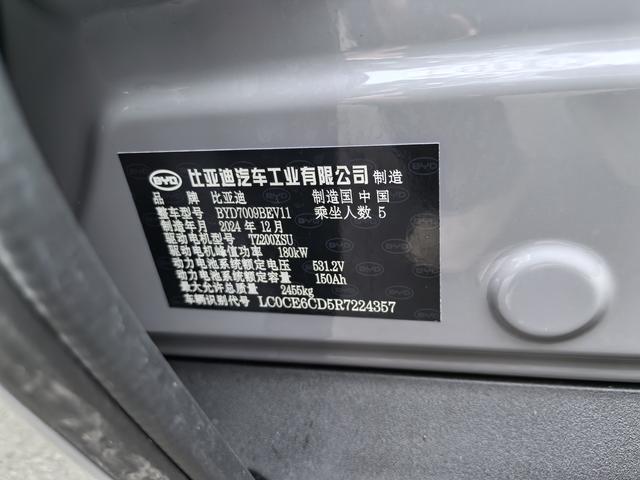 BYD 比亚迪汽车工业有限公司 制造
品 牌 比亚迪 制造国 中国
整车型号 BYD7009BEV11 乘坐人数 5
制造年月 2024 年 12 月
驱动电机型号 TZ200XSU
驱动电机峰值功率 180kW
动力电池系统额定电压 531.2V
动力电池系统额定容量 150Ah
最大允许总质量 2455kg
车辆识别代号 LC0CE6CD5R7224357